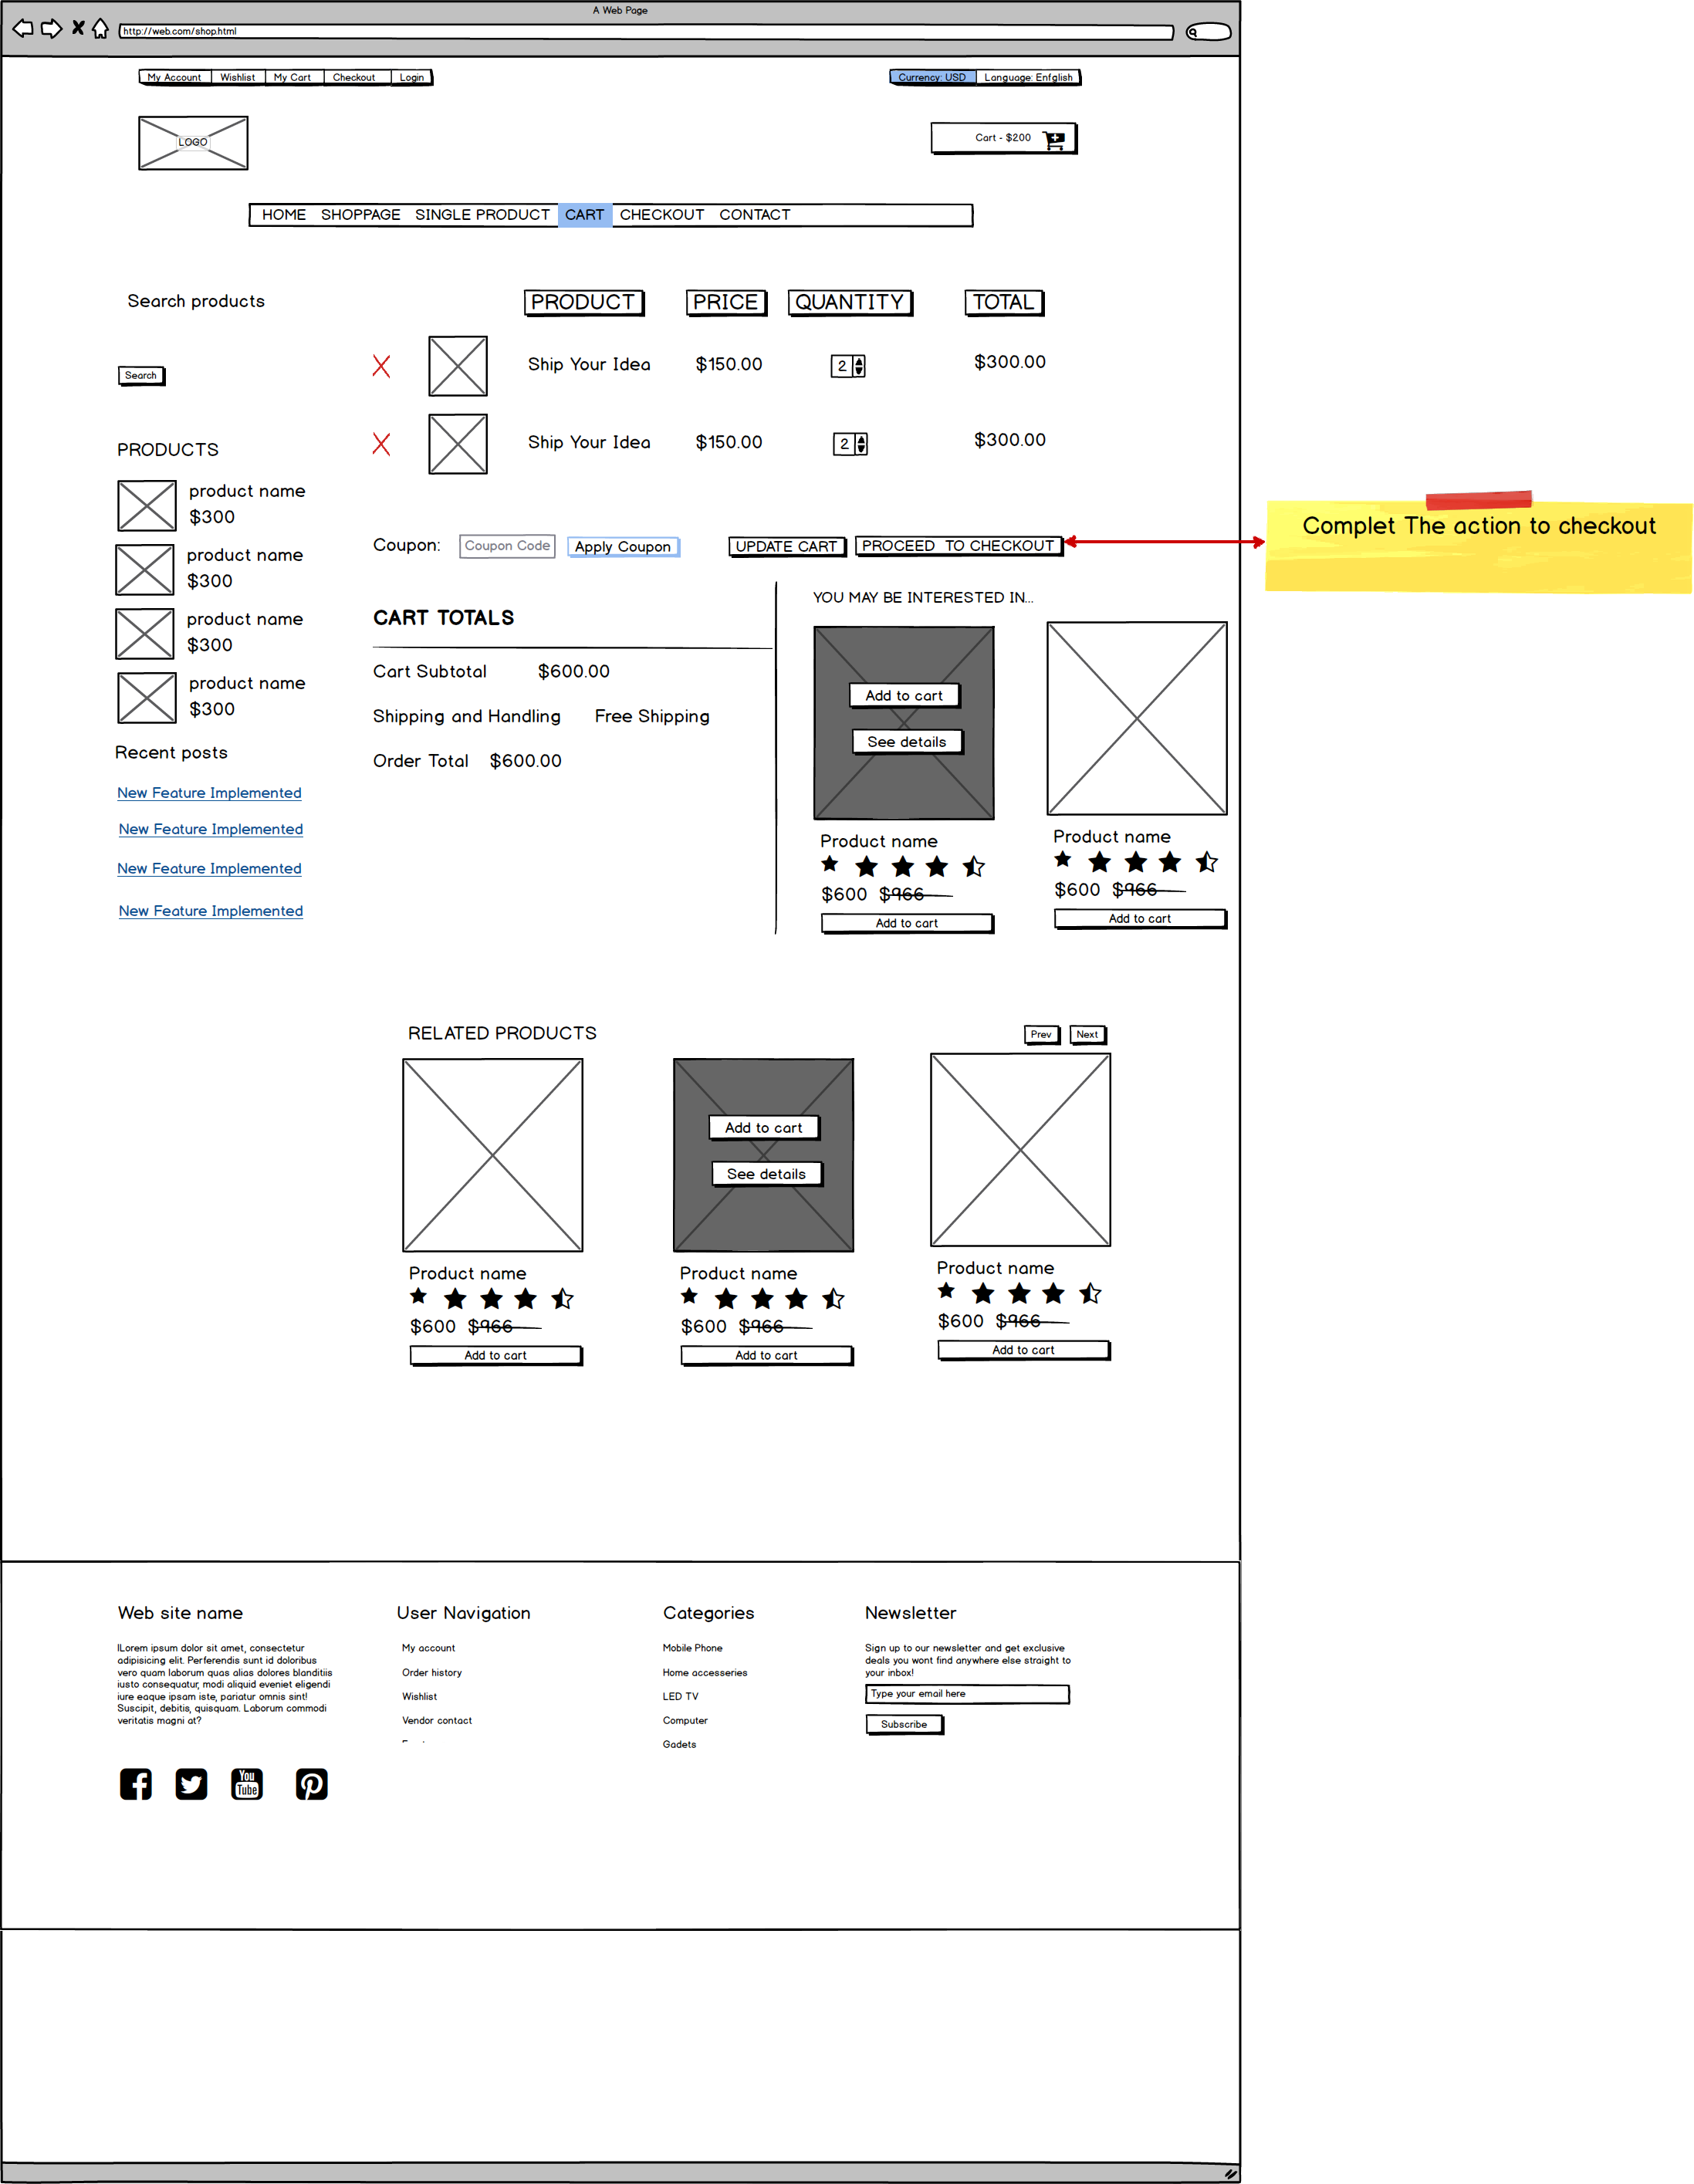 A Web Page
http://web.com/shop.html
My Account Wishlist My Cart Checkout Login
Currency: USD Language: Enfglish
LOGO
Cart - $200
HOME SHOPPAGE SINGLE PRODUCT CART CHECKOUT CONTACT
Search products
Search
PRODUCTS
product name
$300
product name
$300
product name
$300
product name
$300
Recent posts
New Feature Implemented
New Feature Implemented
New Feature Implemented
New Feature Implemented
PRODUCT PRICE QUANTITY TOTAL
Ship Your Idea $150.00 2 $300.00
Ship Your Idea $150.00 2 $300.00
Coupon: Coupon Code Apply Coupon UPDATE CART PROCEED TO CHECKOUT
Complet The action to checkout
CART TOTALS
Cart Subtotal $600.00
Shipping and Handling Free Shipping
Order Total $600.00
YOU MAY BE INTERESTED IN...
Add to cart
See details
Product name
$600 $966
Add to cart
Product name
$600 $966
Add to cart
RELATED PRODUCTS
Prev Next
Product name
$600 $966
Add to cart
Add to cart
See details
Product name
$600 $966
Add to cart
Product name
$600 $966
Add to cart
Web site name
lLorem ipsum dolor sit amet, consectetur
adipisicing elit. Perferendis sunt id doloribus
vero quam laborum quas alias dolores blanditiis
iusto consequatur, modi aliquid eveniet eligendi
iure eaque ipsam iste, pariatur omnis sint!
Suscipit, debitis, quisquam. Laborum commodi
veritatis magni at?
You
Tube
User Navigation
My account
Order history
Wishlist
Vendor contact
Categories
Mobile Phone
Home accesseries
LED TV
Computer
Gadets
Newsletter
Sign up to our newsletter and get exclusive
deals you wont find anywhere else straight to
your inbox!
Type your email here
Subscribe